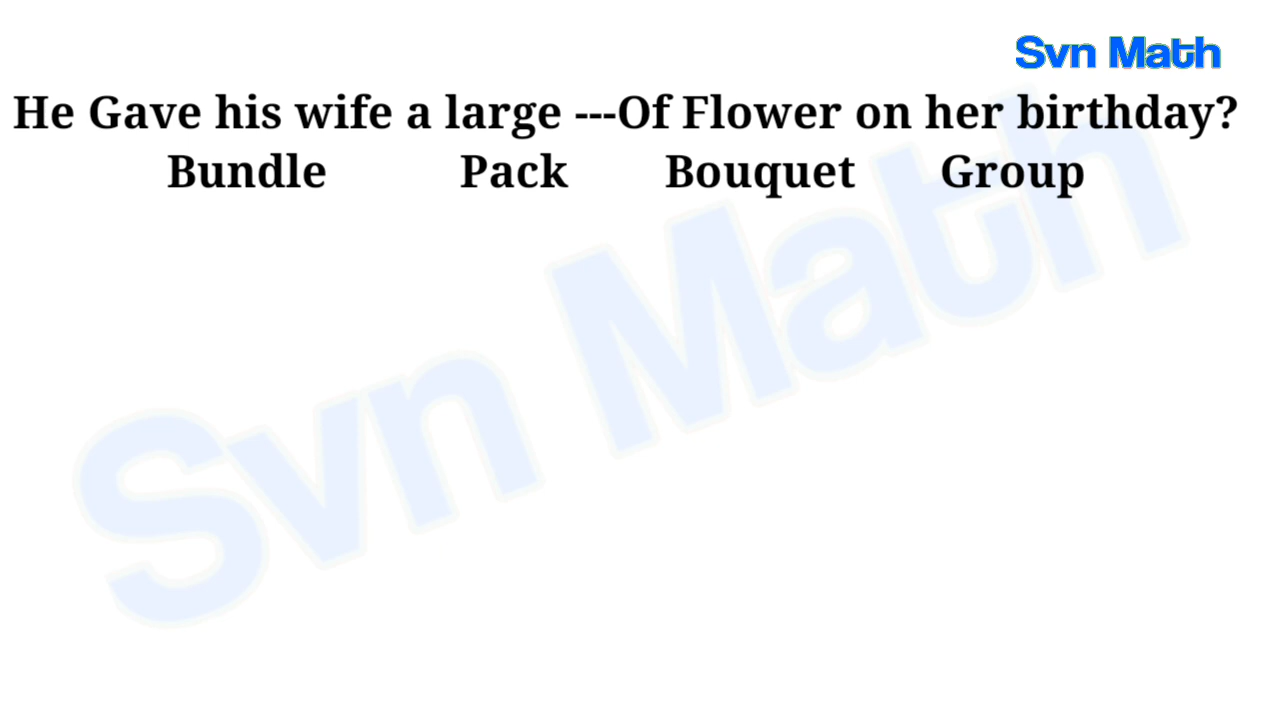 Svn Math
He Gave his wife a large ---Of Flower on her birthday?
Bundle Pack Bouquet Group
Svn Math